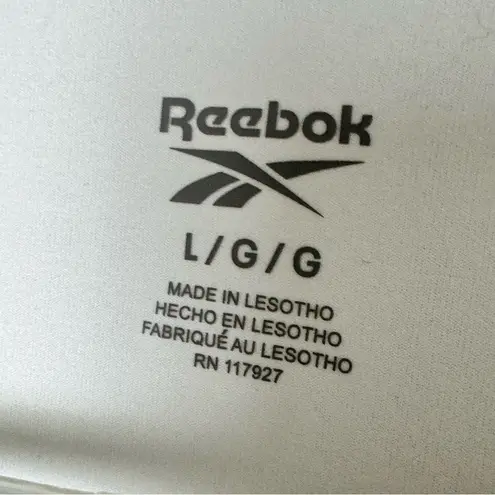 Reebok
L/G/G
MADE IN LESOTHO
HECHO EN LESOTHO
FABRIQUÉ AU LESOTHO
RN 117927